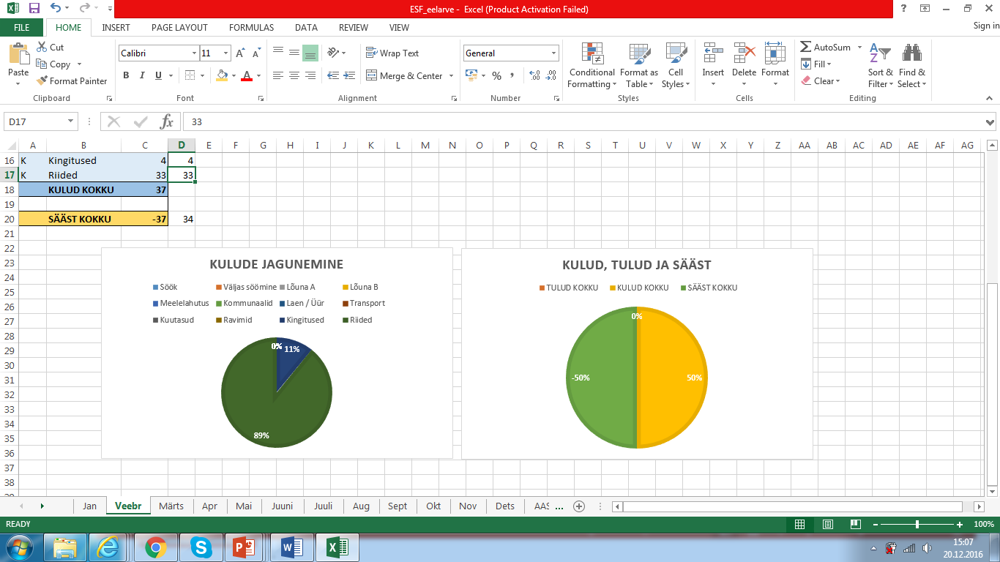 ESF_eelarve - Excel (Product Activation Failed)
FILE HOME INSERT PAGE LAYOUT FORMULAS DATA REVIEW VIEW Sign in
Paste Cut Copy Format Painter
Calibri 11
B I U
Wrap Text
Merge & Center
General
%
Conditional Formatting
Format as Table
Cell Styles
Insert Delete Format
AutoSum
Fill
Clear
Sort & Filter
Find & Select
Clipboard Font Alignment Number Styles Cells Editing
D17 fx 33
A B C D E F G H I J K L M N O P Q R S T U V W X Y Z AA AB AC AD AE AF AG
16 K Kingitused 4 4
17 K Riided 33 33
18 KULUD KOKKU 37
19
20 SÄÄST KOKKU -37 34
21
22
23
24
25
26
27
28
29
30
31
32
33
34
35
36
37
38
KULUDE JAGUNEMINE
Söök Väljas söömine Lõuna A Lõuna B
Meelelahutus Kommunaalid Laen / Üür Transport
Kuutasud Ravimid Kingitused Riided
11%
89%
KULUD, TULUD JA SÄÄST
TULUD KOKKU KULUD KOKKU SÄÄST KOKKU
0%
-50% 50%
Jan Veebr Märts Apr Mai Juuni Juuli Aug Sept Okt Nov Dets AAS ...
READY 100%
15:07
20.12.2016